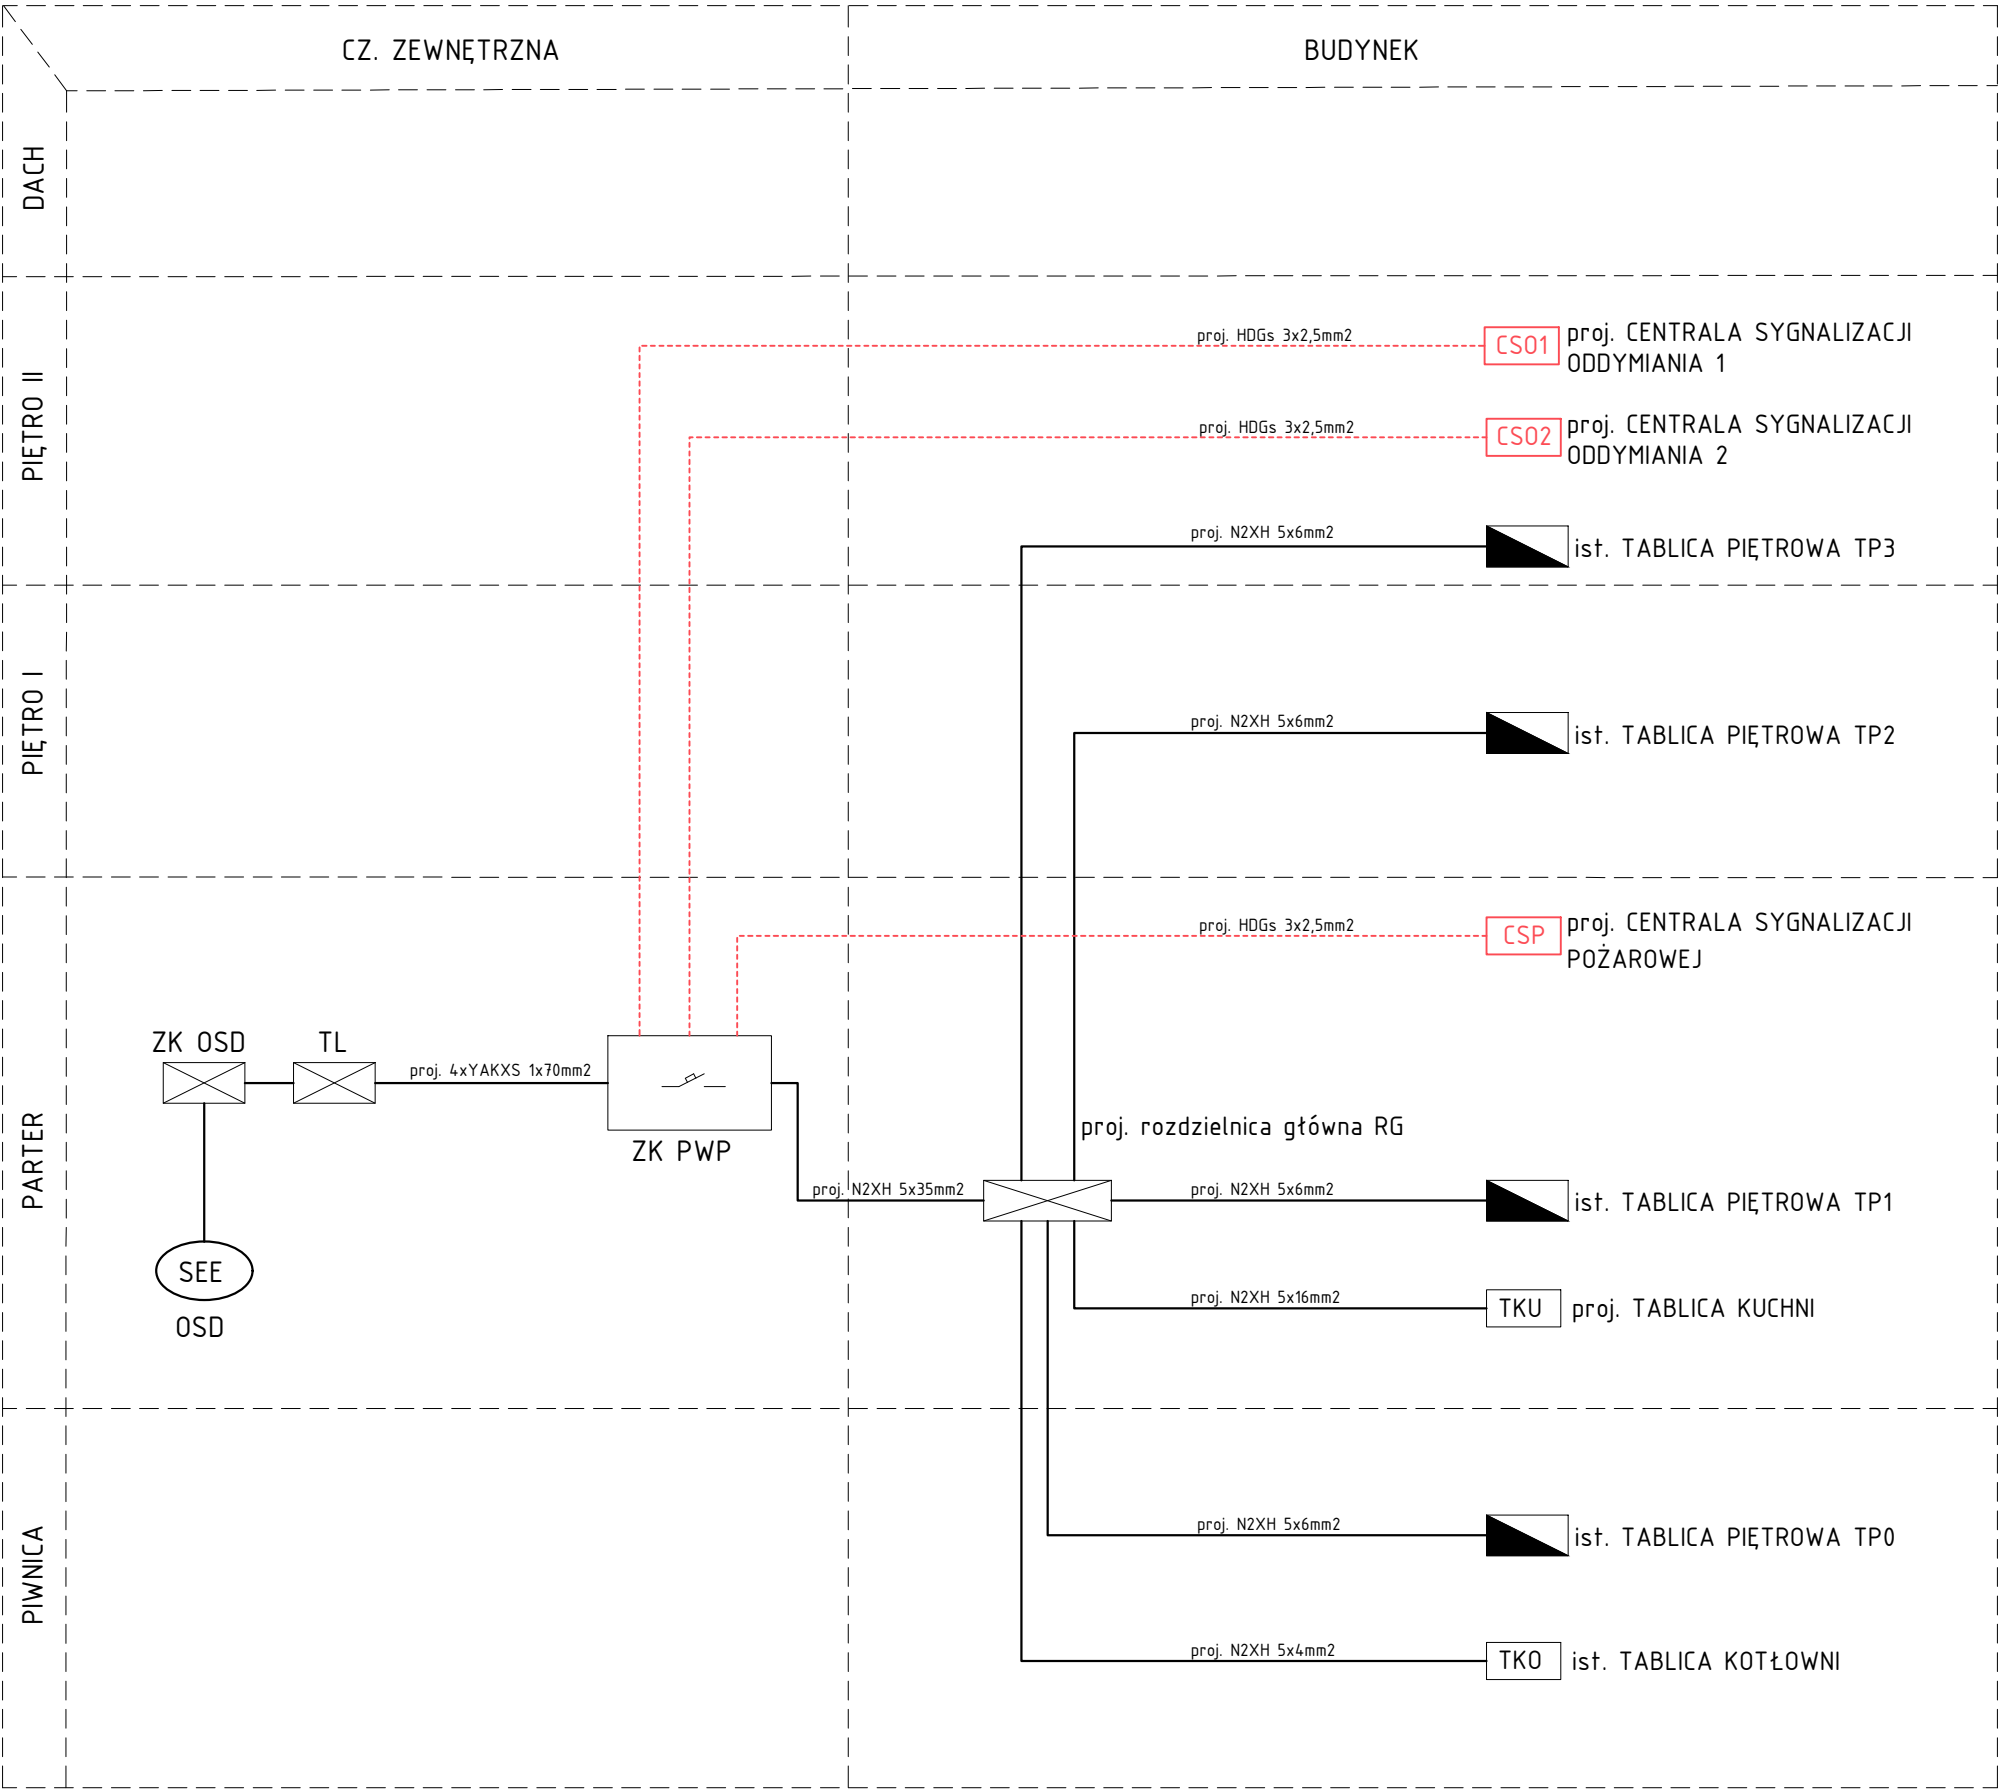 CZ. ZEWNĘTRZNA
BUDYNEK
DACH
PIĘTRO II
proj. HDGs 3x2,5mm2
CSO1
proj. CENTRALA SYGNALIZACJI
ODDYMIANIA 1
proj. HDGs 3x2,5mm2
CSO2
proj. CENTRALA SYGNALIZACJI
ODDYMIANIA 2
proj. N2XH 5x6mm2
ist. TABLICA PIĘTROWA TP3
PIĘTRO I
proj. N2XH 5x6mm2
ist. TABLICA PIĘTROWA TP2
PARTER
proj. HDGs 3x2,5mm2
CSP
proj. CENTRALA SYGNALIZACJI
POŻAROWEJ
ZK OSD
TL
proj. 4xYAKXS 1x70mm2
ZK PWP
proj. rozdzielnica główna RG
proj. N2XH 5x35mm2
proj. N2XH 5x6mm2
ist. TABLICA PIĘTROWA TP1
SEE
OSD
proj. N2XH 5x16mm2
TKU
proj. TABLICA KUCHNI
PIWNICA
proj. N2XH 5x6mm2
ist. TABLICA PIĘTROWA TP0
proj. N2XH 5x4mm2
TKO
ist. TABLICA KOTŁOWNI